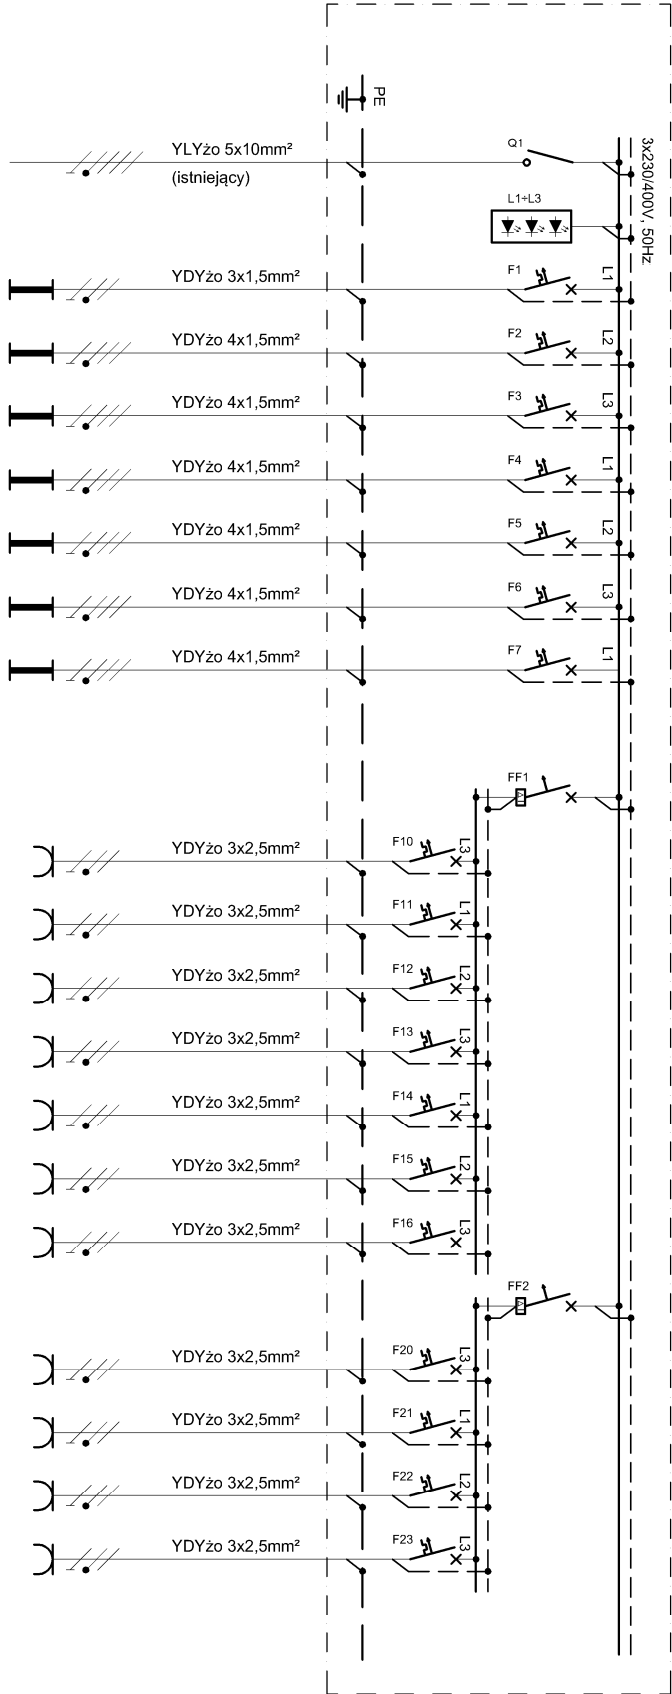 PE
3x230/400V, 50Hz
YLYżo 5x10mm²
(istniejący)
Q1
L1÷L3
YDYżo 3x1,5mm²
F1
L1
YDYżo 4x1,5mm²
F2
L2
YDYżo 4x1,5mm²
F3
L3
YDYżo 4x1,5mm²
F4
L1
YDYżo 4x1,5mm²
F5
L2
YDYżo 4x1,5mm²
F6
L3
YDYżo 4x1,5mm²
F7
L1
FF1
YDYżo 3x2,5mm²
F10
L3
YDYżo 3x2,5mm²
F11
L1
YDYżo 3x2,5mm²
F12
L2
YDYżo 3x2,5mm²
F13
L3
YDYżo 3x2,5mm²
F14
L1
YDYżo 3x2,5mm²
F15
L2
YDYżo 3x2,5mm²
F16
L3
FF2
YDYżo 3x2,5mm²
F20
L3
YDYżo 3x2,5mm²
F21
L1
YDYżo 3x2,5mm²
F22
L2
YDYżo 3x2,5mm²
F23
L3